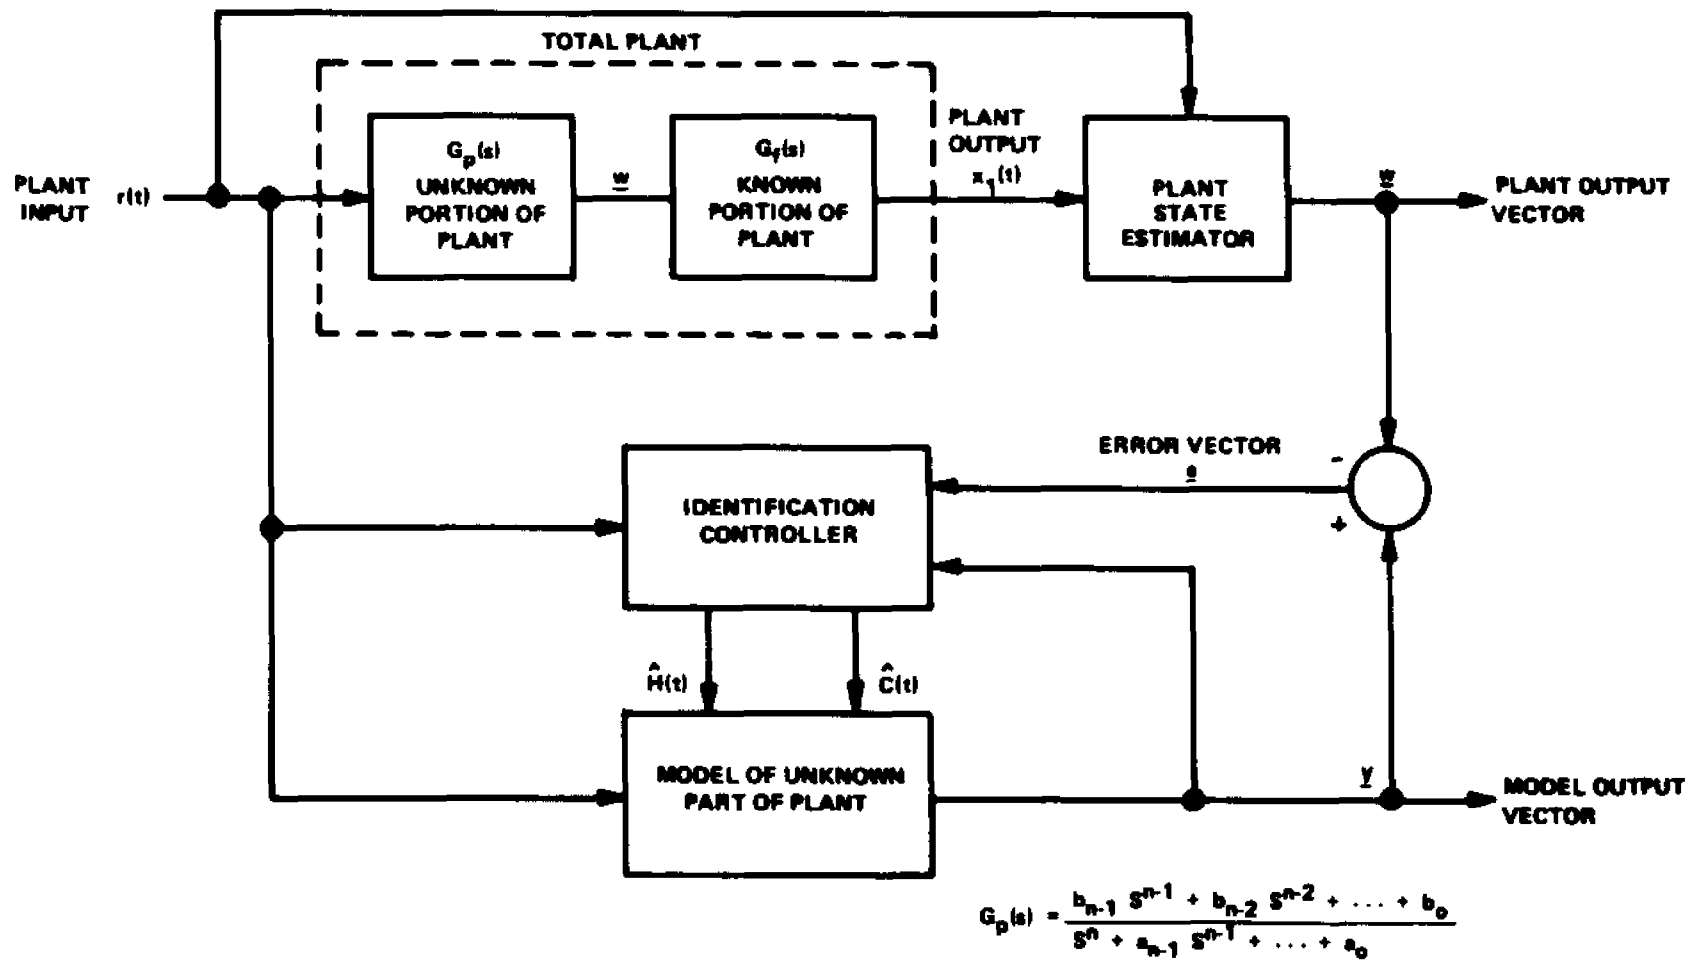 TOTAL PLANT
PLANT
INPUT
r(t)
G_p(s)
UNKNOWN
PORTION OF
PLANT
w
G_f(s)
KNOWN
PORTION OF
PLANT
PLANT
OUTPUT
x_1(t)
PLANT
STATE
ESTIMATOR
w
PLANT OUTPUT
VECTOR
ERROR VECTOR
e
-
+
IDENTIFICATION
CONTROLLER
Ĥ(t)
Ĉ(t)
MODEL OF UNKNOWN
PART OF PLANT
y
MODEL OUTPUT
VECTOR
G_p(s) = \frac{b_{n-1} S^{n-1} + b_{n-2} S^{n-2} + . . . + b_o}{S^n + a_{n-1} S^{n-1} + . . . + a_o}